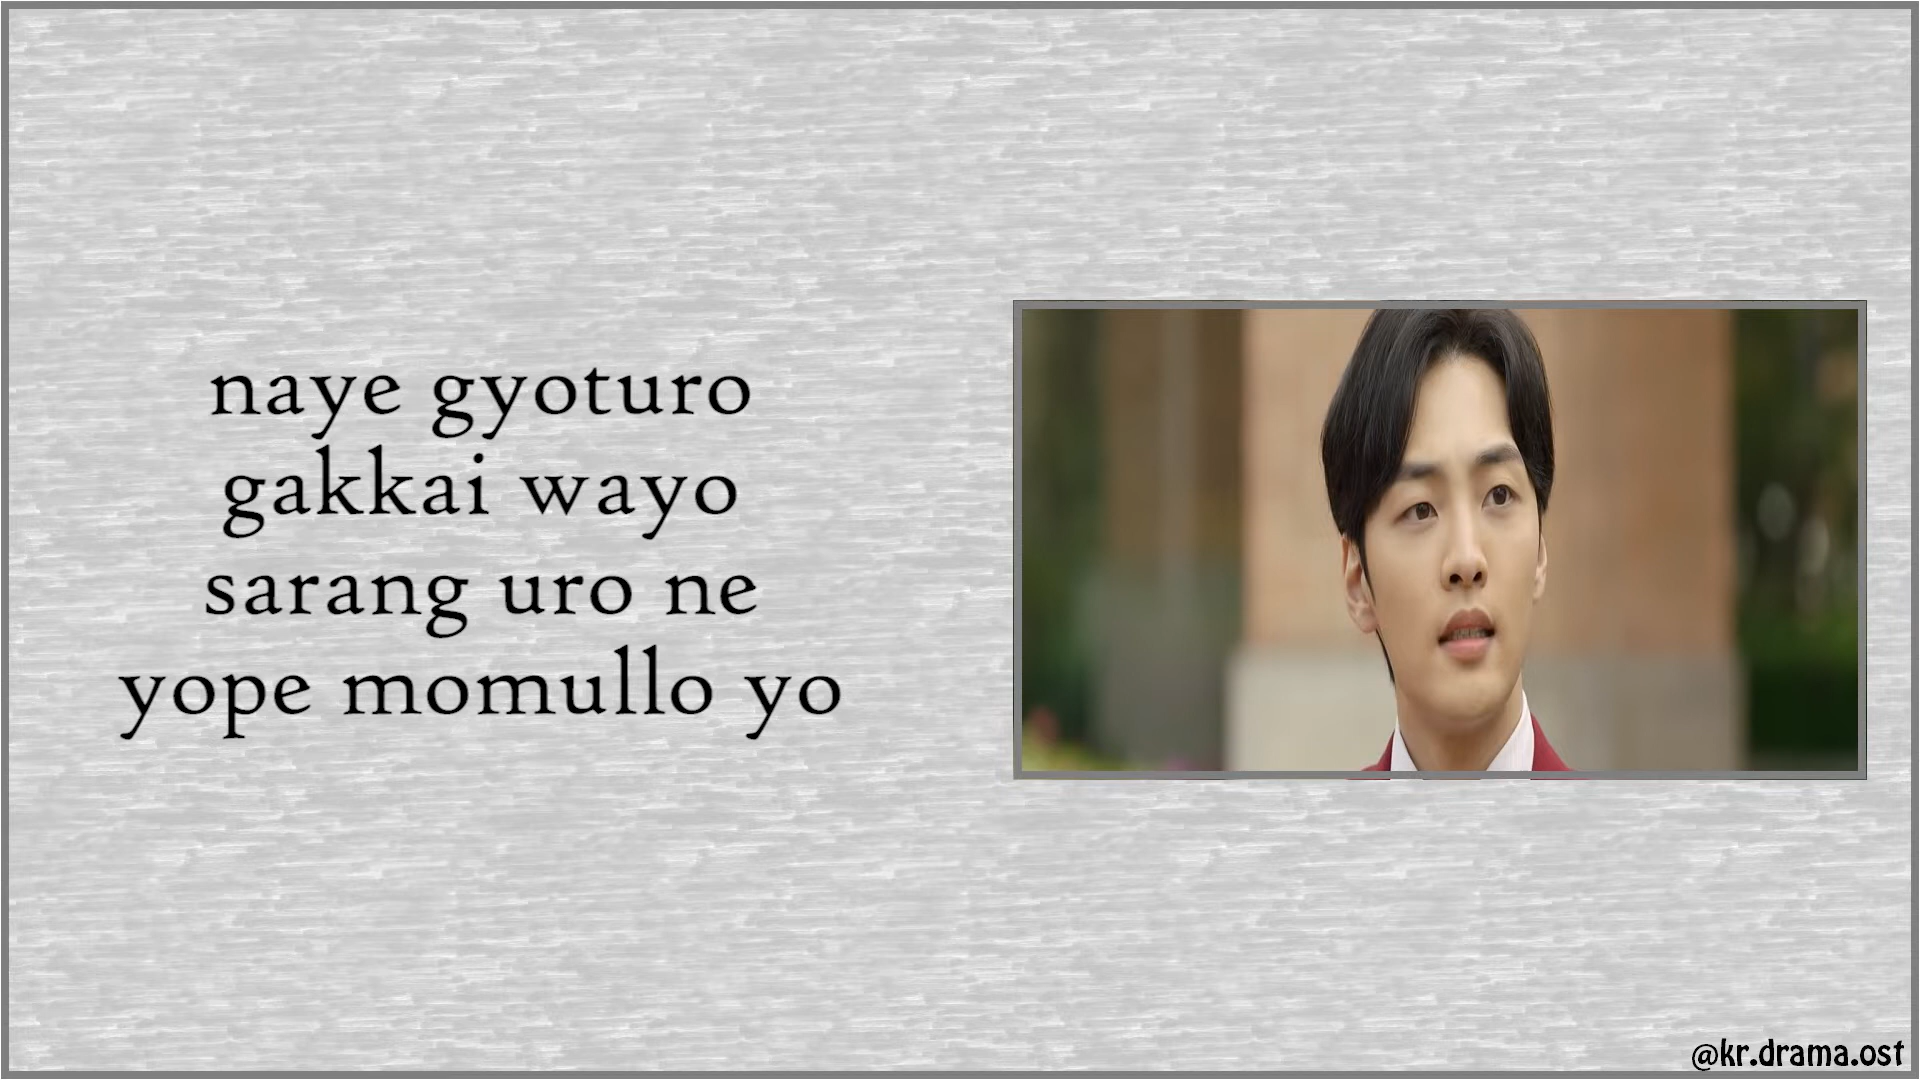 naye gyoturo
gakkai wayo
sarang uro ne
yope momullo yo
@kr.drama.ost